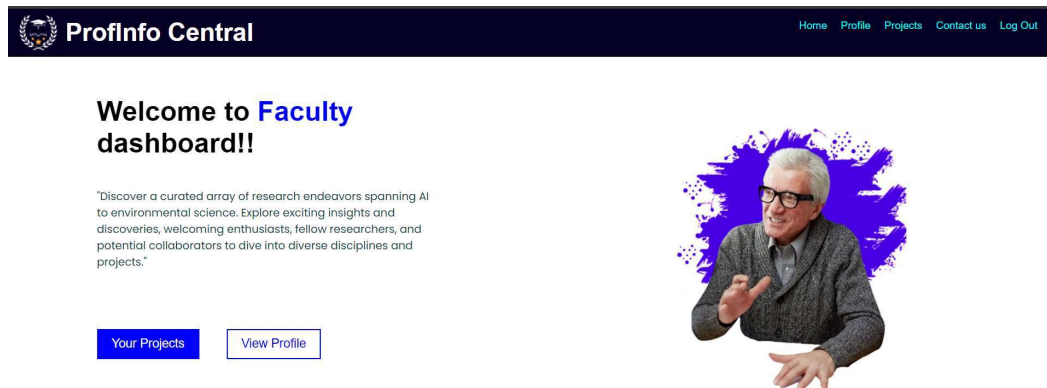 ProfInfo Central
Home Profile Projects Contact us Log Out
Welcome to Faculty
dashboard!!
"Discover a curated array of research endeavors spanning AI
to environmental science. Explore exciting insights and
discoveries, welcoming enthusiasts, fellow researchers, and
potential collaborators to dive into diverse disciplines and
projects."
Your Projects View Profile